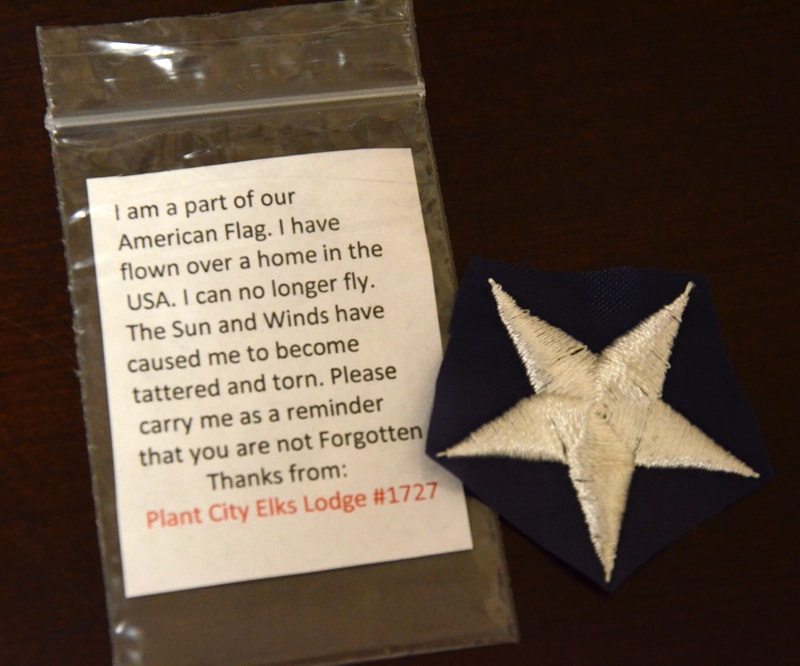 I am a part of our
American Flag. I have
flown over a home in the
USA. I can no longer fly.
The Sun and Winds have
caused me to become
tattered and torn. Please
carry me as a reminder
that you are not Forgotten
Thanks from:
Plant City Elks Lodge #1727